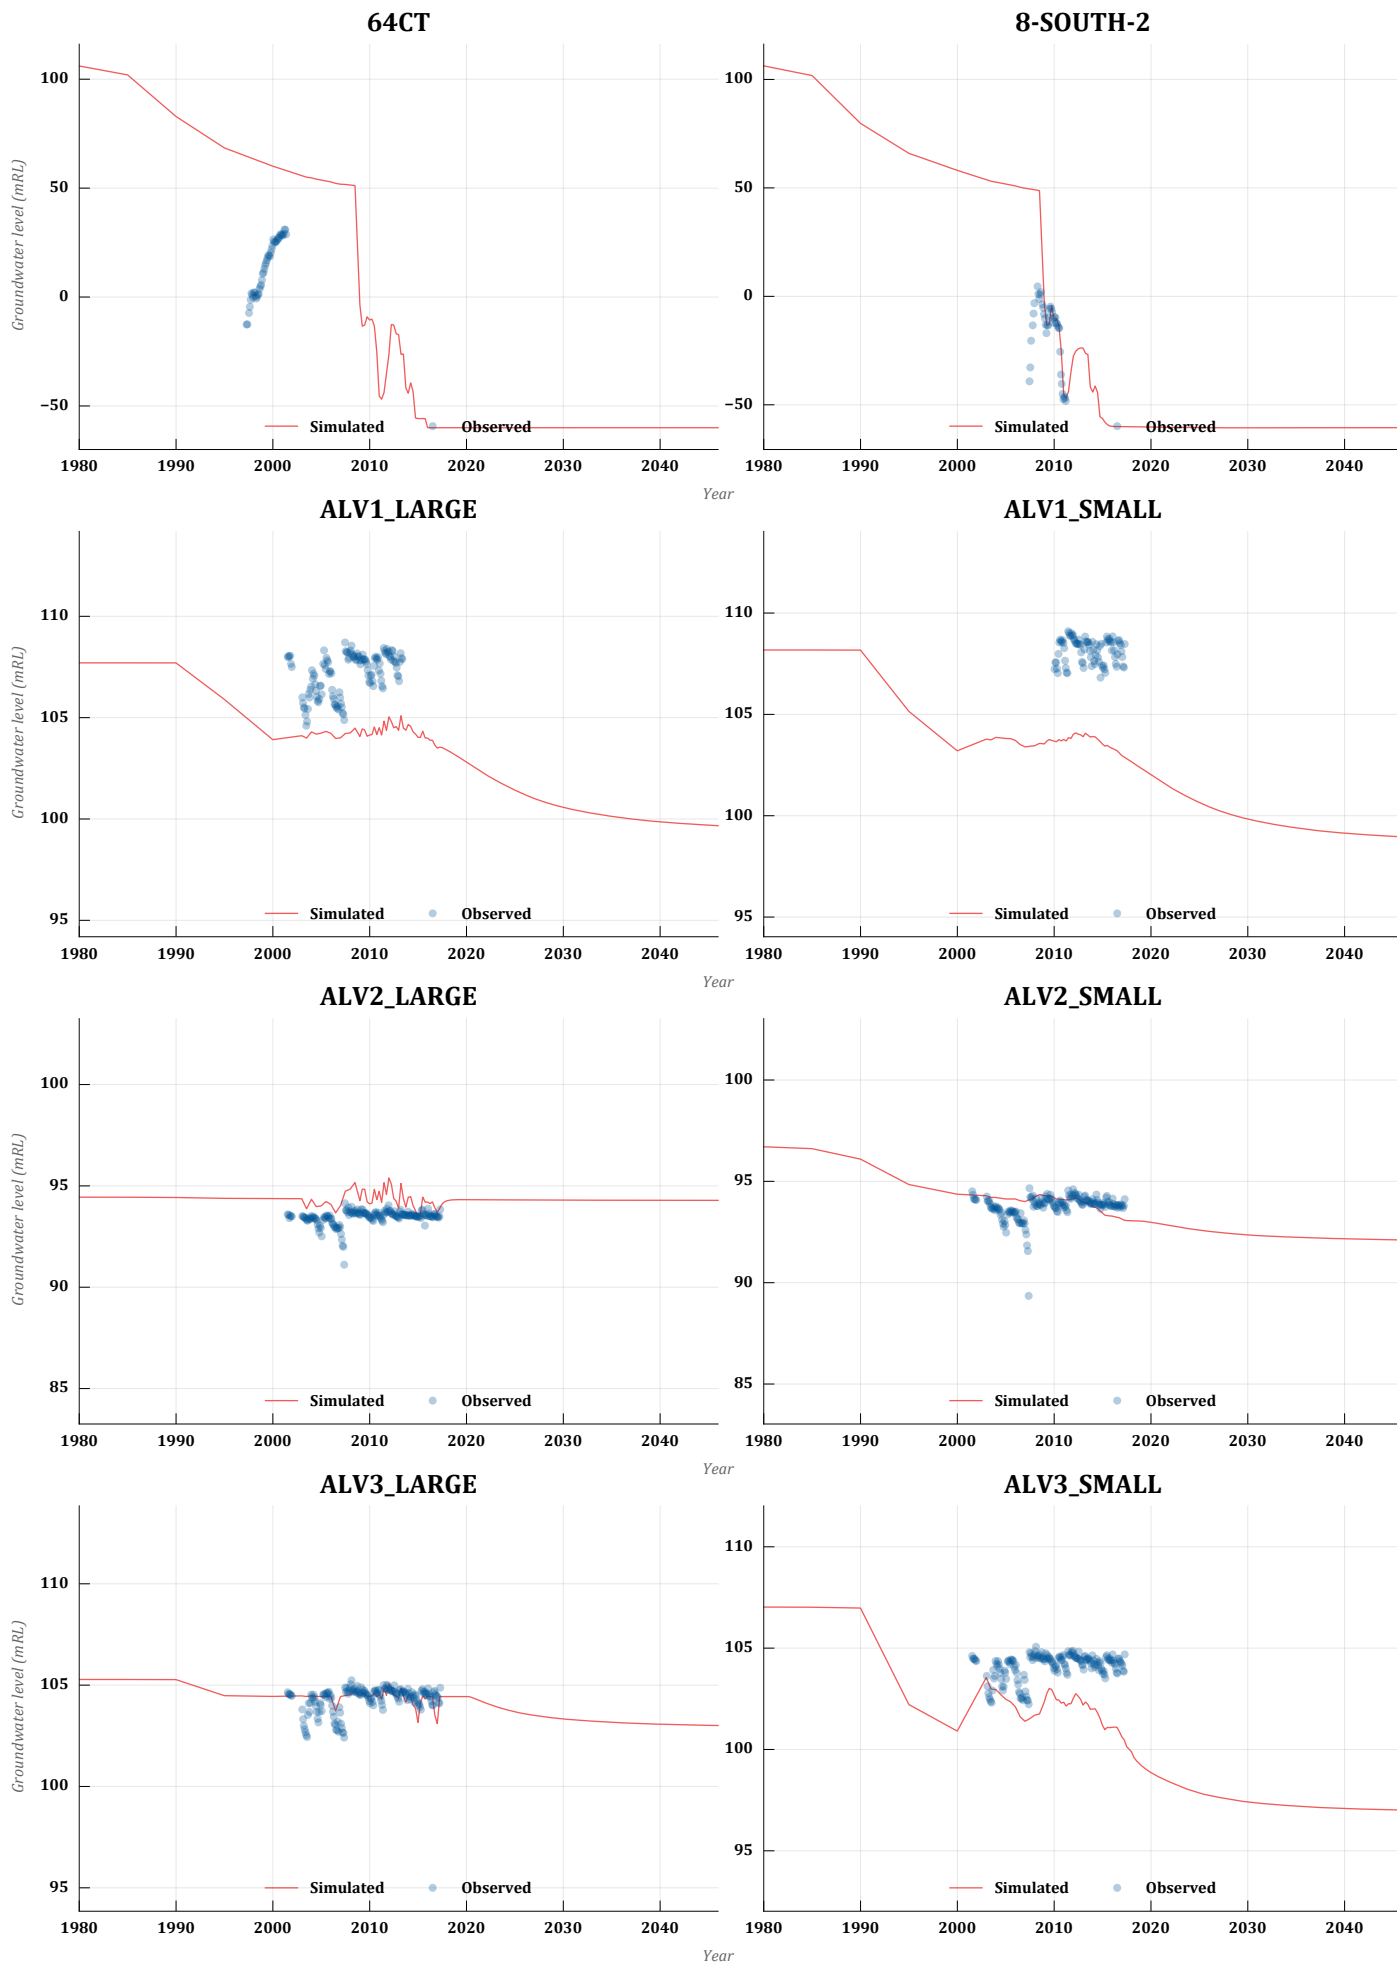 64CT
8-SOUTH-2
Groundwater level (mRL)
100
50
0
−50
Simulated
Observed
1980 1990 2000 2010 2020 2030 2040
100
50
0
−50
Simulated
Observed
1980 1990 2000 2010 2020 2030 2040
Year
ALV1_LARGE
ALV1_SMALL
Groundwater level (mRL)
110
105
100
95
Simulated
Observed
1980 1990 2000 2010 2020 2030 2040
110
105
100
95
Simulated
Observed
1980 1990 2000 2010 2020 2030 2040
Year
ALV2_LARGE
ALV2_SMALL
Groundwater level (mRL)
100
95
90
85
Simulated
Observed
1980 1990 2000 2010 2020 2030 2040
100
95
90
85
Simulated
Observed
1980 1990 2000 2010 2020 2030 2040
Year
ALV3_LARGE
ALV3_SMALL
Groundwater level (mRL)
110
105
100
95
Simulated
Observed
1980 1990 2000 2010 2020 2030 2040
110
105
100
95
Simulated
Observed
1980 1990 2000 2010 2020 2030 2040
Year